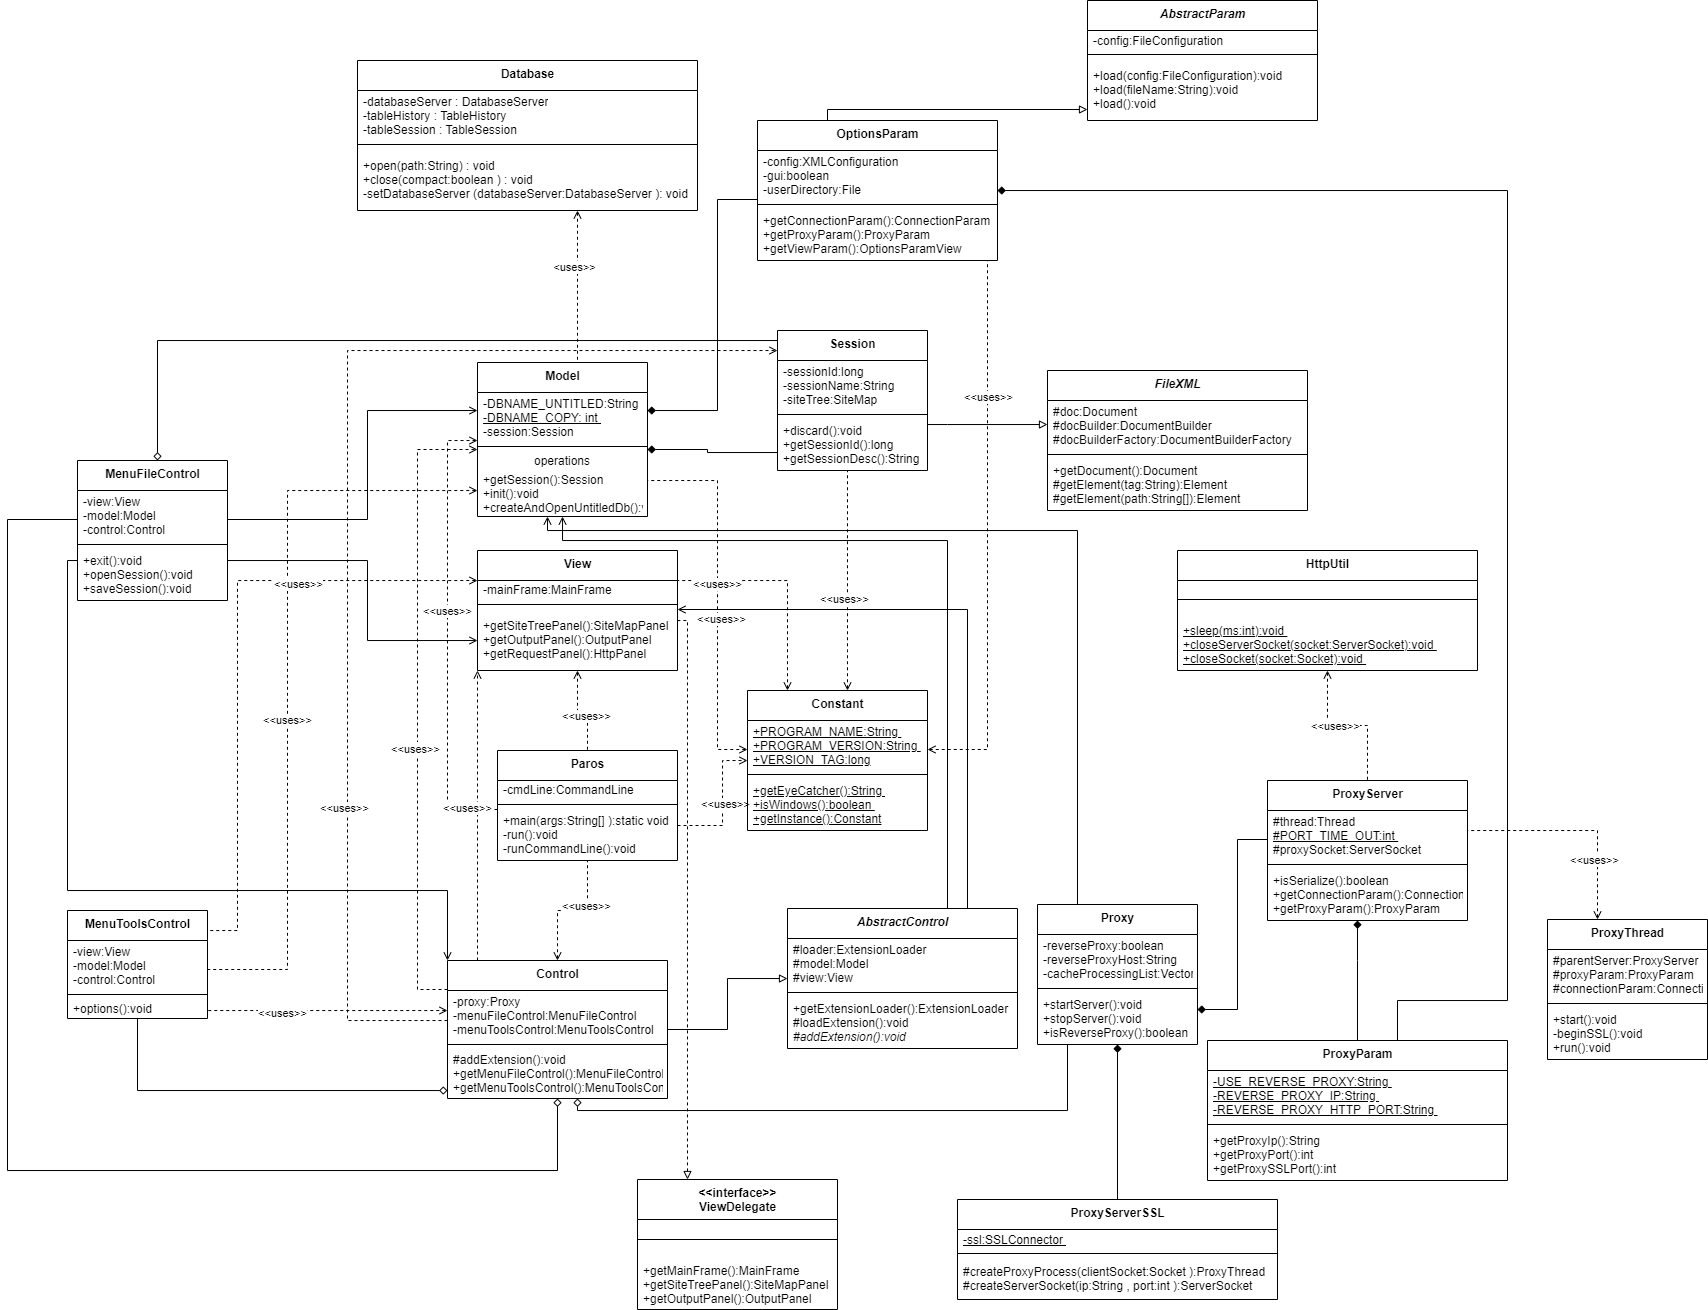 AbstractParam
-config:FileConfiguration
+load(config:FileConfiguration):void
+load(fileName:String):void
+load():void
Database
-databaseServer : DatabaseServer
-tableHistory : TableHistory
-tableSession : TableSession
+open(path:String) : void
+close(compact:boolean ) : void
-setDatabaseServer (databaseServer:DatabaseServer ): void
OptionsParam
-config:XMLConfiguration
-gui:boolean
-userDirectory:File
+getConnectionParam():ConnectionParam
+getProxyParam():ProxyParam
+getViewParam():OptionsParamView
<uses>>
Session
-sessionId:long
-sessionName:String
-siteTree:SiteMap
+discard():void
+getSessionId():long
+getSessionDesc():String
Model
-DBNAME_UNTITLED:String
-DBNAME_COPY: int
-session:Session
operations
+getSession():Session
+init():void
+createAndOpenUntitledDb():
<<uses>>
FileXML
#doc:Document
#docBuilder:DocumentBuilder
#docBuilderFactory:DocumentBuilderFactory
+getDocument():Document
#getElement(tag:String):Element
#getElement(path:String[]):Element
MenuFileControl
-view:View
-model:Model
-control:Control
+exit():void
+openSession():void
+saveSession():void
View
-mainFrame:MainFrame
+getSiteTreePanel():SiteMapPanel
+getOutputPanel():OutputPanel
+getRequestPanel():HttpPanel
<<uses>>
<<uses>>
<<uses>>
<<uses>>
<<uses>>
HttpUtil
+sleep(ms:int):void
+closeServerSocket(socket:ServerSocket):void
+closeSocket(socket:Socket):void
<<uses>>
<<uses>>
<<uses>>
<<uses>>
Constant
+PROGRAM_NAME:String
+PROGRAM_VERSION:String
+VERSION_TAG:long
+getEyeCatcher():String
+isWindows():boolean
+getInstance():Constant
Paros
-cmdLine:CommandLine
+main(args:String[] ):static void
-run():void
-runCommandLine():void
<<uses>>
<<uses>>
<<uses>>
<<uses>>
ProxyServer
#thread:Thread
#PORT_TIME_OUT:int
#proxySocket:ServerSocket
+isSerialize():boolean
+getConnectionParam():Connection
+getProxyParam():ProxyParam
<<uses>>
<<uses>>
MenuToolsControl
-view:View
-model:Model
-control:Control
+options():void
<<uses>>
Control
-proxy:Proxy
-menuFileControl:MenuFileControl
-menuToolsControl:MenuToolsControl
#addExtension():void
+getMenuFileControl():MenuFileControl
+getMenuToolsControl():MenuToolsCon
AbstractControl
#loader:ExtensionLoader
#model:Model
#view:View
+getExtensionLoader():ExtensionLoader
#loadExtension():void
#addExtension():void
Proxy
-reverseProxy:boolean
-reverseProxyHost:String
-cacheProcessingList:Vector
+startServer():void
+stopServer():void
+isReverseProxy():boolean
ProxyThread
#parentServer:ProxyServer
#proxyParam:ProxyParam
#connectionParam:Connecti
+start():void
-beginSSL():void
+run():void
ProxyParam
-USE_REVERSE_PROXY:String
-REVERSE_PROXY_IP:String
-REVERSE_PROXY_HTTP_PORT:String
+getProxyIp():String
+getProxyPort():int
+getProxySSLPort():int
<<interface>>
ViewDelegate
+getMainFrame():MainFrame
+getSiteTreePanel():SiteMapPanel
+getOutputPanel():OutputPanel
ProxyServerSSL
-ssl:SSLConnector
#createProxyProcess(clientSocket:Socket ):ProxyThread
#createServerSocket(ip:String , port:int ):ServerSocket